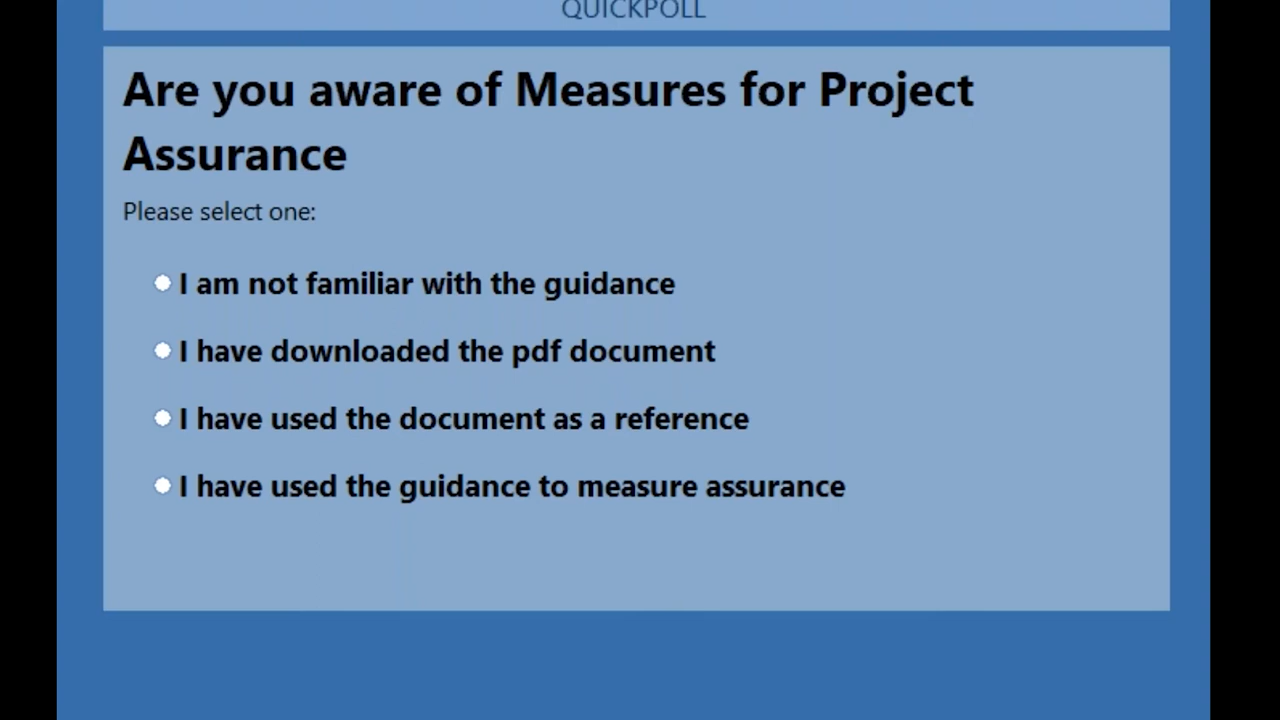 QUICKPOLL
Are you aware of Measures for Project
Assurance
Please select one:
I am not familiar with the guidance
I have downloaded the pdf document
I have used the document as a reference
I have used the guidance to measure assurance